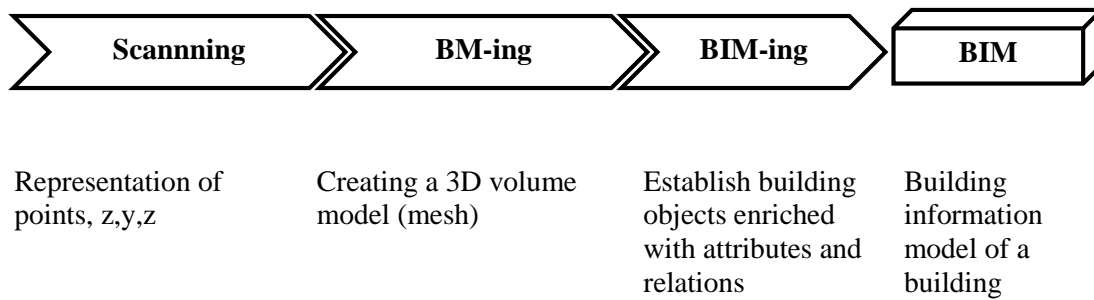 Scannning
BM-ing
BIM-ing
BIM
Representation of
points, z,y,z
Creating a 3D volume
model (mesh)
Establish building
objects enriched
with attributes and
relations
Building
information
model of a
building